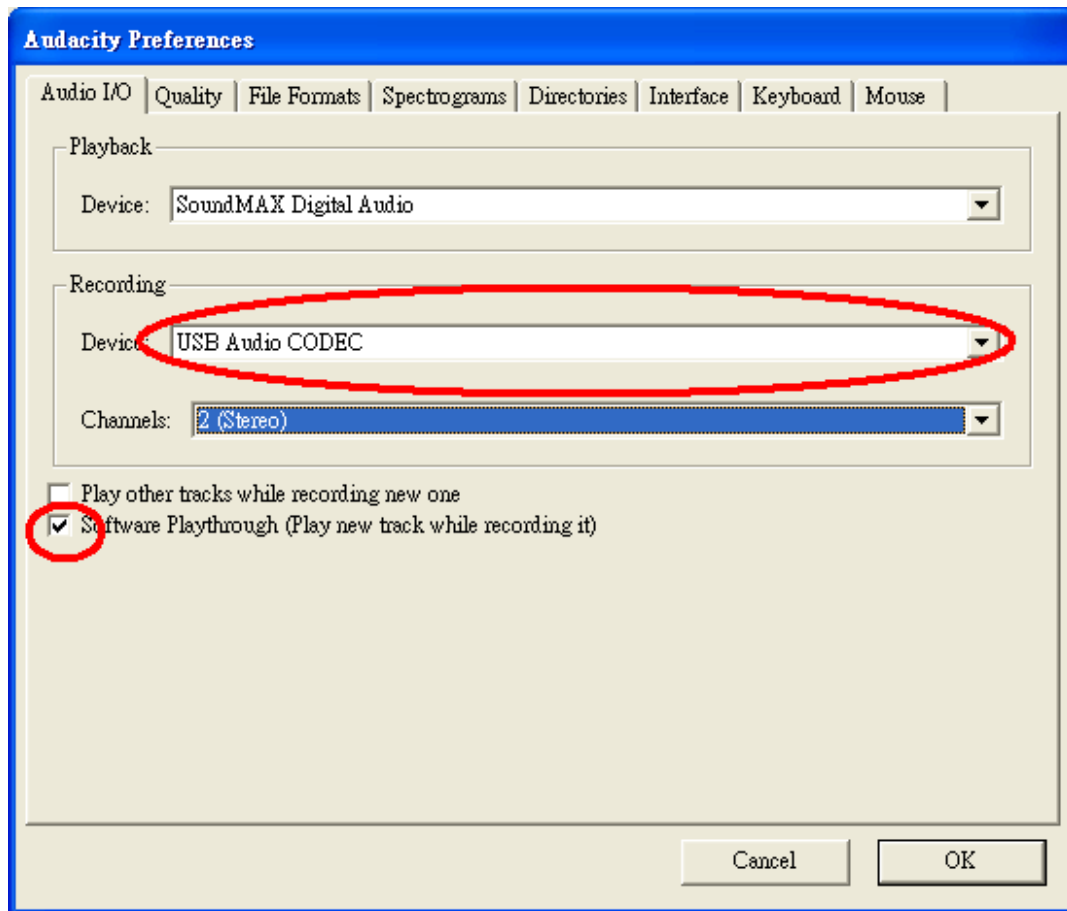 Audacity Preferences
Audio I/O Quality File Formats Spectrograms Directories Interface Keyboard Mouse
Playback
Device: SoundMAX Digital Audio
Recording
Device: USB Audio CODEC
Channels: 2 (Stereo)
Play other tracks while recording new one
Software Playthrough (Play new track while recording it)
Cancel OK